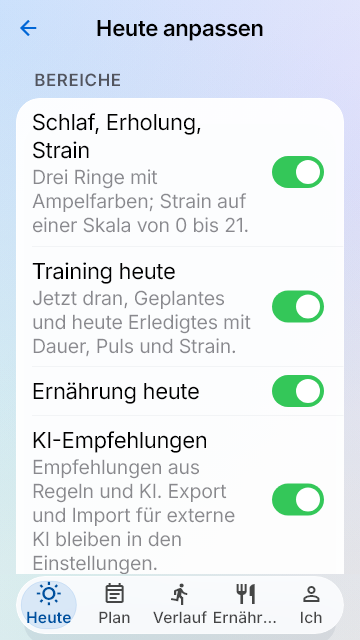 Heute anpassen
BEREICHE
Schlaf, Erholung,
Strain
Drei Ringe mit
Ampelfarben; Strain auf
einer Skala von 0 bis 21.
Training heute
Jetzt dran, Geplantes
und heute Erledigtes mit
Dauer, Puls und Strain.
Ernährung heute
KI-Empfehlungen
Empfehlungen aus
Regeln und KI. Export
und Import für externe
KI bleiben in den
Einstellungen.
Heute Plan Verlauf Ernähr... Ich